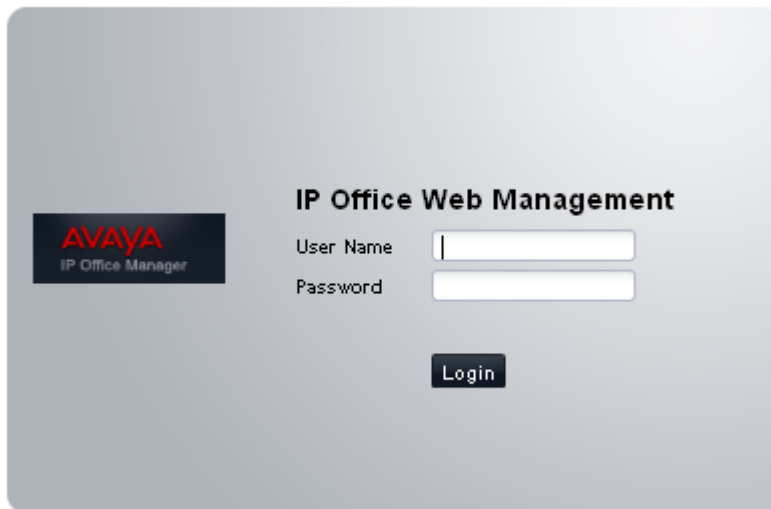 IP Office Web Management
AVAYA
IP Office Manager
User Name
Password
Login